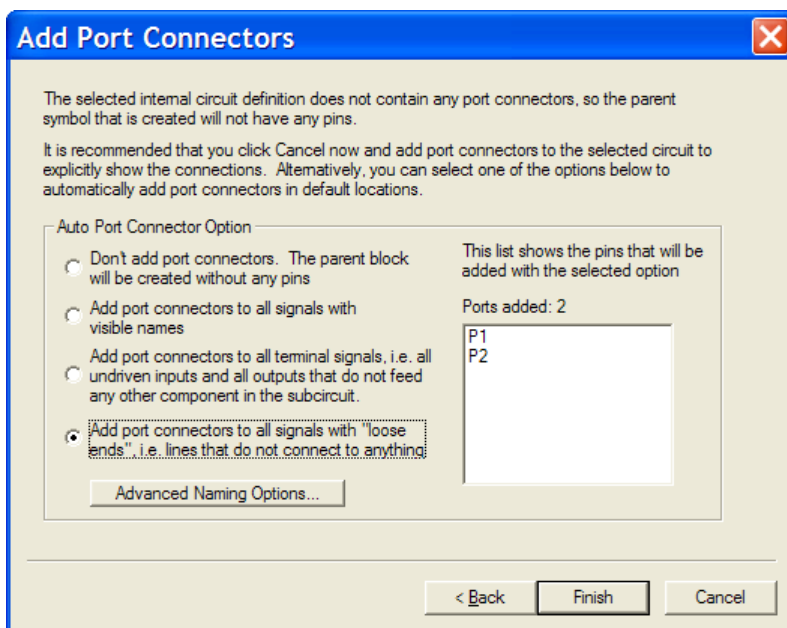 Add Port Connectors
The selected internal circuit definition does not contain any port connectors, so the parent
symbol that is created will not have any pins.
It is recommended that you click Cancel now and add port connectors to the selected circuit to
explicitly show the connections.  Alternatively, you can select one of the options below to
automatically add port connectors in default locations.
Auto Port Connector Option
Don't add port connectors.  The parent block
will be created without any pins
Add port connectors to all signals with
visible names
Add port connectors to all terminal signals, i.e. all
undriven inputs and all outputs that do not feed
any other component in the subcircuit.
Add port connectors to all signals with "loose
ends", i.e. lines that do not connect to anything
Advanced Naming Options...
This list shows the pins that will be
added with the selected option
Ports added: 2
P1
P2
< Back
Finish
Cancel